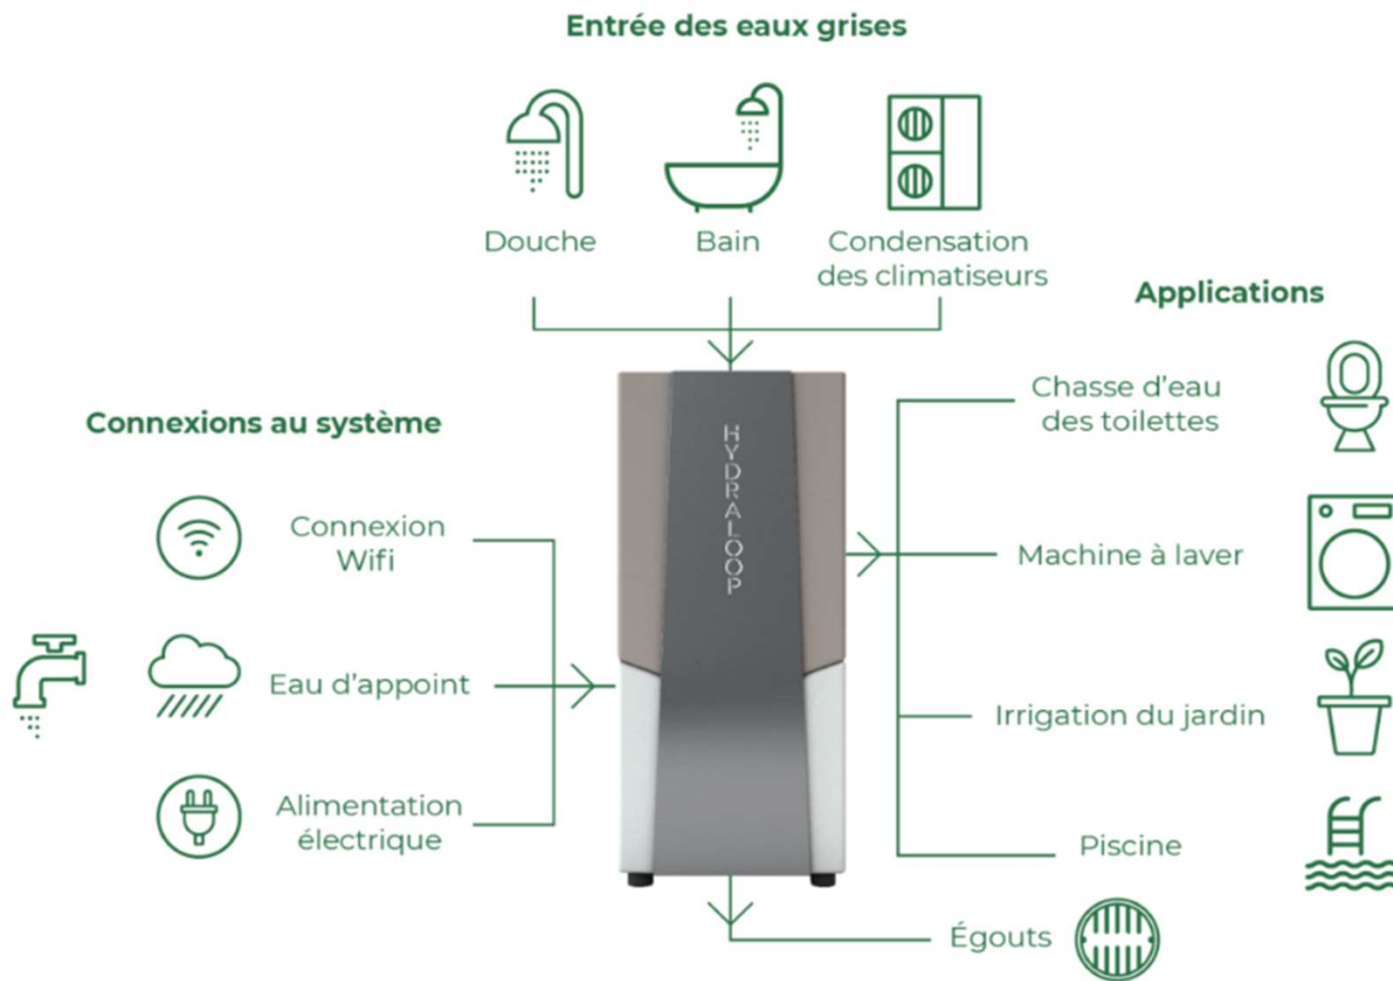 Entrée des eaux grises
Douche
Bain
Condensation
des climatiseurs
Applications
Chasse d'eau
des toilettes
Connexions au système
HYDRALOOP
Connexion
Wifi
Machine à laver
Eau d'appoint
Irrigation du jardin
Alimentation
électrique
Piscine
Égouts